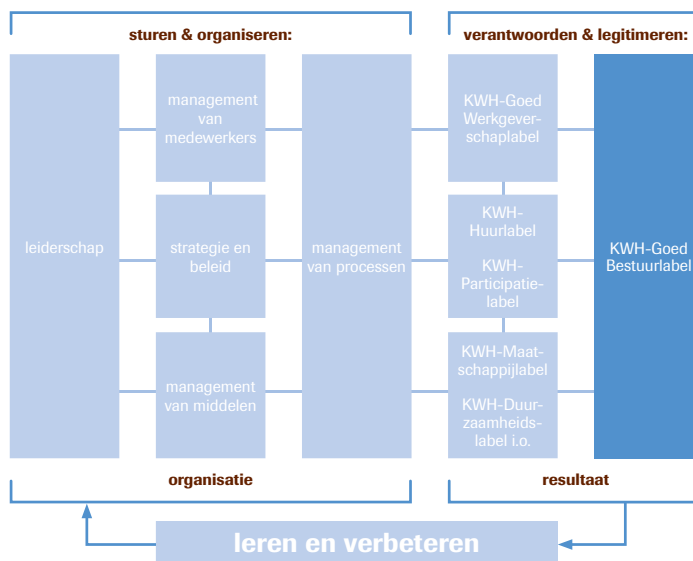 sturen & organiseren:
verantwoorden & legitimeren:
leiderschap
management
van
medewerkers
strategie en
beleid
management
van middelen
management
van processen
KWH-Goed
Werkgever-
schaplabel
KWH-
Huurlabel
KWH-
Participatie-
label
KWH-Maat-
schappijlabel
KWH-Duur-
zaamheids-
label i.o.
KWH-Goed
Bestuurlabel
organisatie
resultaat
leren en verbeteren